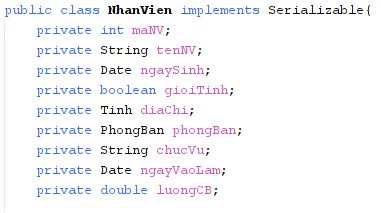 public class NhanVien implements Serializable{
private int maNV;
private String tenNV;
private Date ngaySinh;
private boolean gioiTinh;
private Tinh diaChi;
private PhongBan phongBan;
private String chucVu;
private Date ngayVaoLam;
private double luongCB;